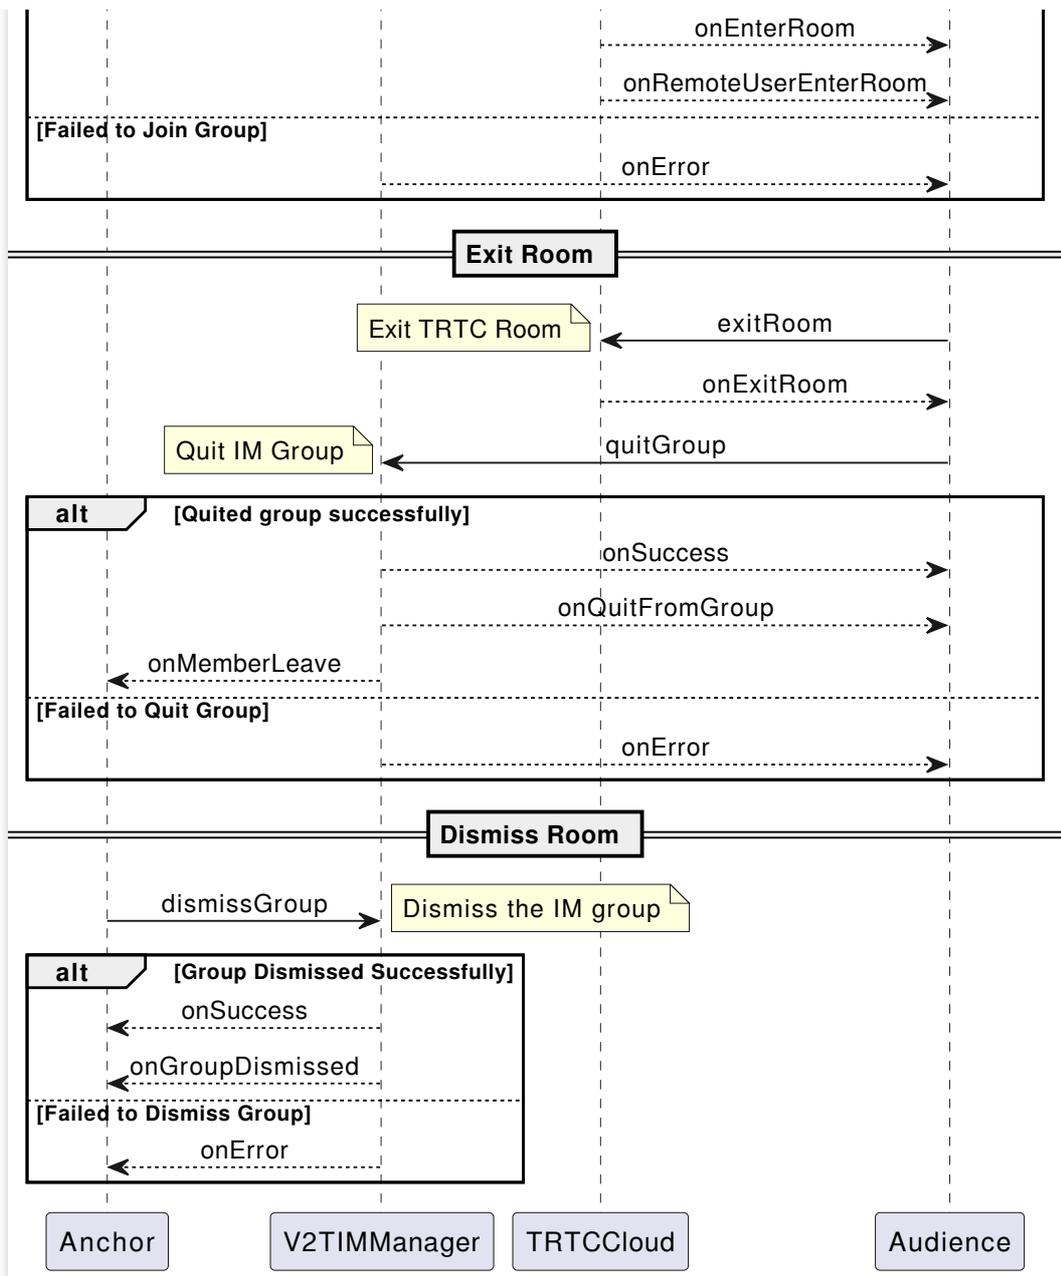 onEnterRoom
onRemoteUserEnterRoom
[Failed to Join Group]
onError
Exit Room
Exit TRTC Room
exitRoom
onExitRoom
Quit IM Group
quitGroup
alt [Quited group successfully]
onSuccess
onQuitFromGroup
onMemberLeave
[Failed to Quit Group]
onError
Dismiss Room
dismissGroup
Dismiss the IM group
alt [Group Dismissed Successfully]
onSuccess
onGroupDismissed
[Failed to Dismiss Group]
onError
Anchor V2TIMManager TRTCCloud Audience